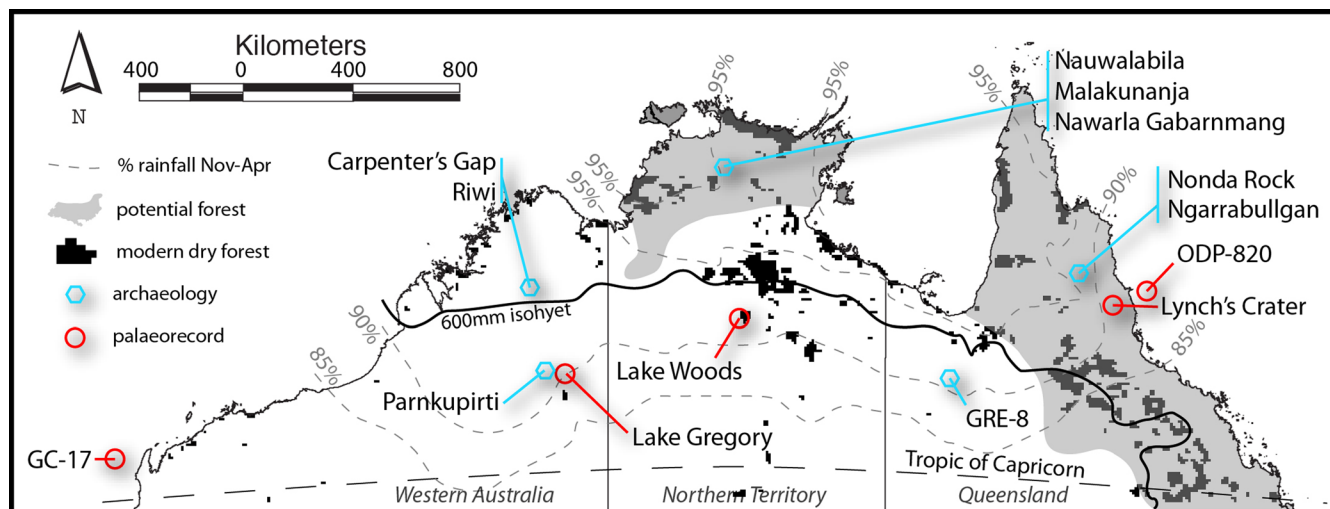 Kilometers
400 0 400 800
N
% rainfall Nov-Apr
potential forest
modern dry forest
archaeology
palaeorecord
Carpenter's Gap
Riwi
95%
95%
95%
95%
95%
Nauwalabila
Malakunanja
Nawarla Gabarnmang
90%
Nonda Rock
Ngarrabullgan
ODP-820
Lynch's Crater
85%
600mm isohyet
90%
85%
Lake Woods
Parnkupirti
Lake Gregory
GRE-8
GC-17
Tropic of Capricorn
Western Australia
Northern Territory
Queensland